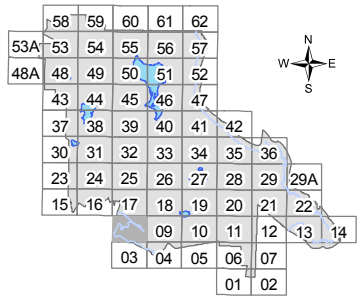 58 59 60 61 62
N
53A 53 54 55 56 57
W E
48A 48 49 50 51 52
S
43 44 45 46 47
37 38 39 40 41 42
30 31 32 33 34 35 36
23 24 25 26 27 28 29 29A
15 16 17 18 19 20 21 22
09 10 11 12 13 14
03 04 05 06 07
01 02